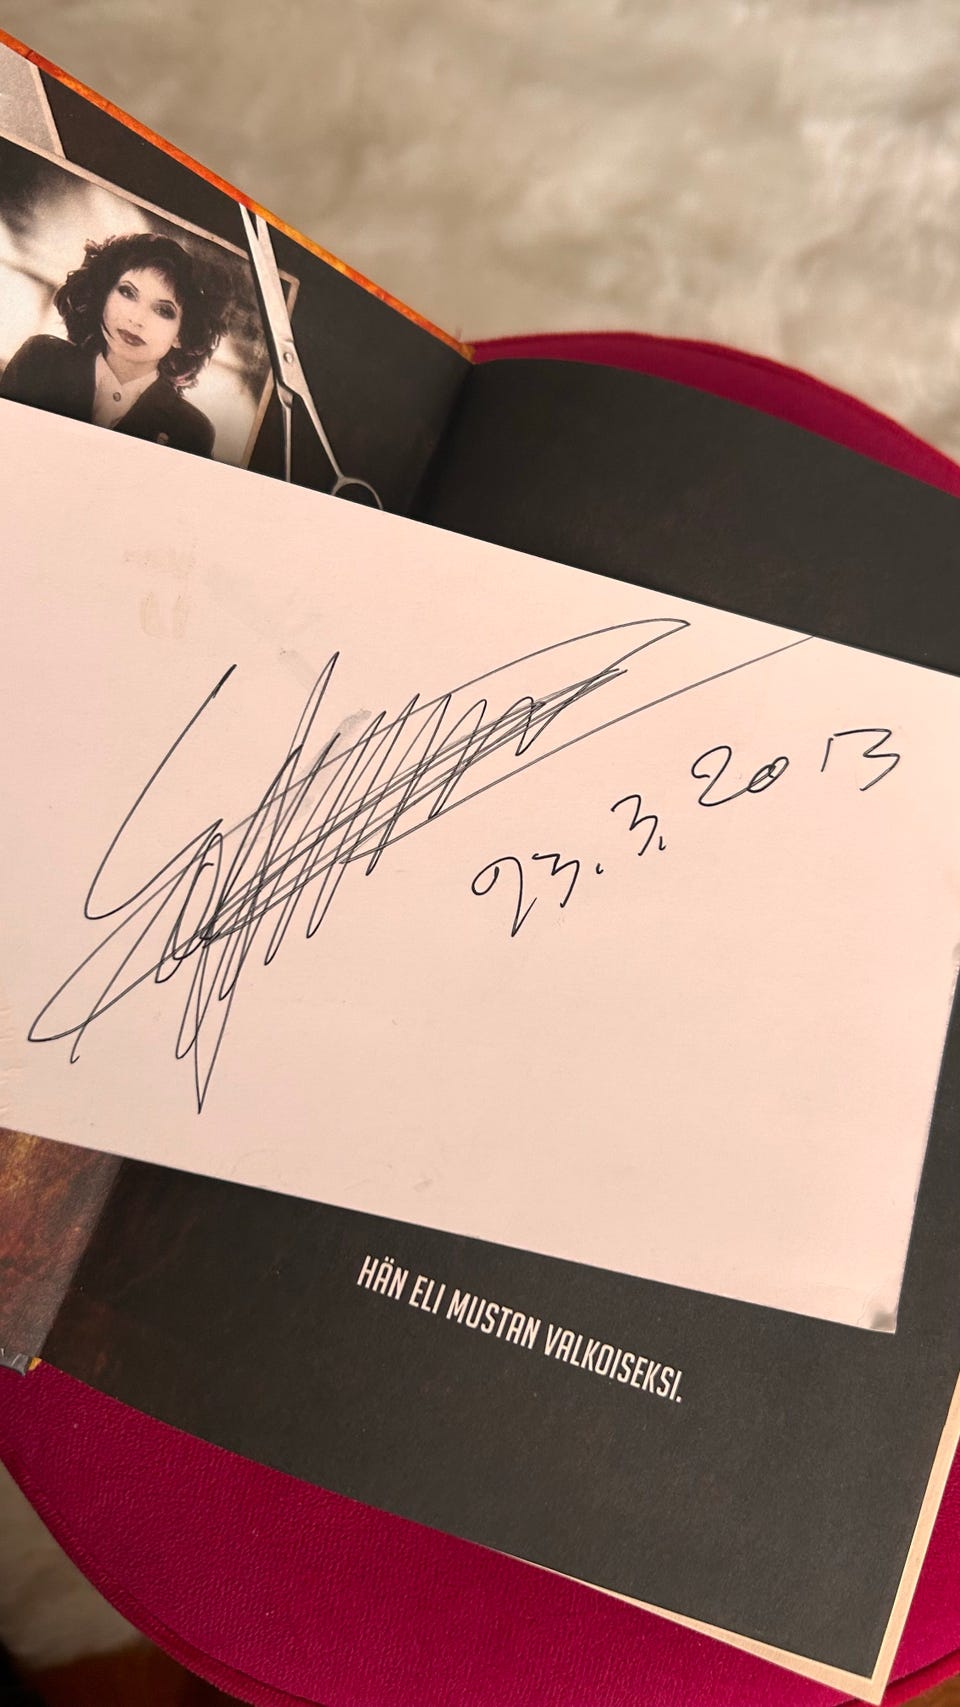 23.3.2013
HÄN ELI MUSTAN VALKOISEKSI.